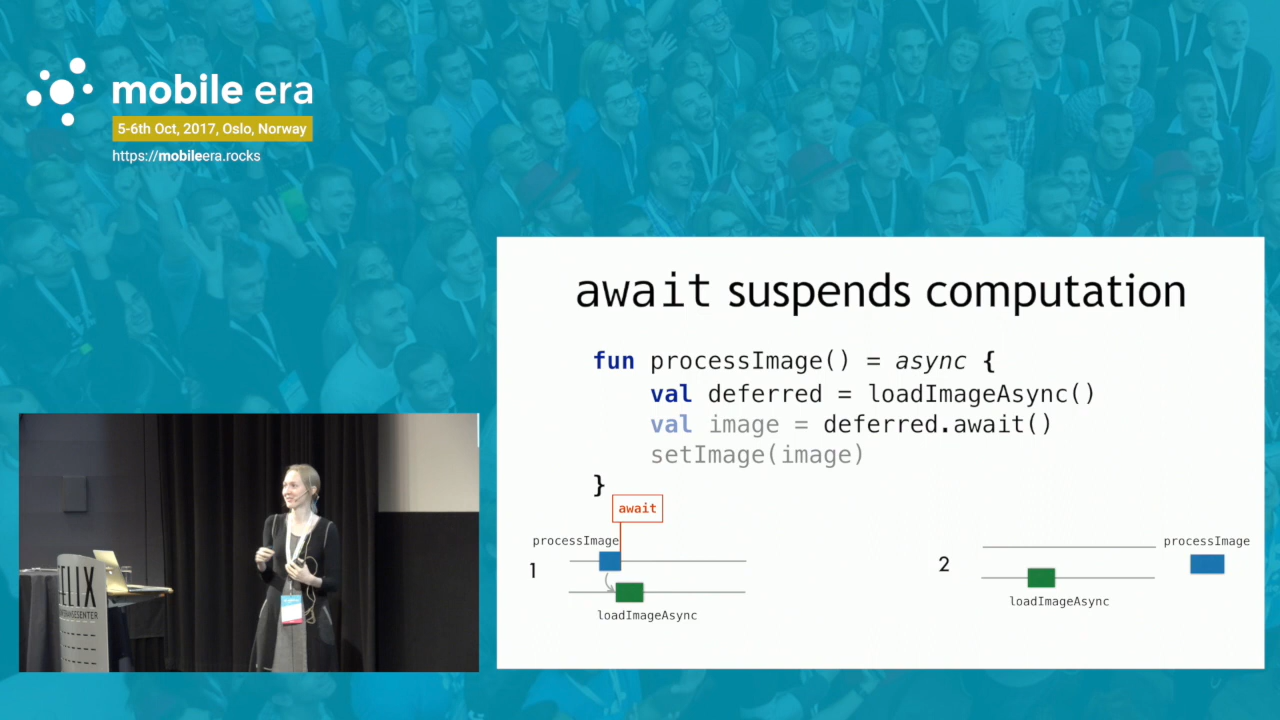 mobile era
5-6th Oct, 2017, Oslo, Norway
https://mobileera.rocks
await suspends computation
fun processImage() = async {
val deferred = loadImageAsync()
val image = deferred.await()
setImage(image)
}
await
processImage
1
loadImageAsync
2
processImage
loadImageAsync